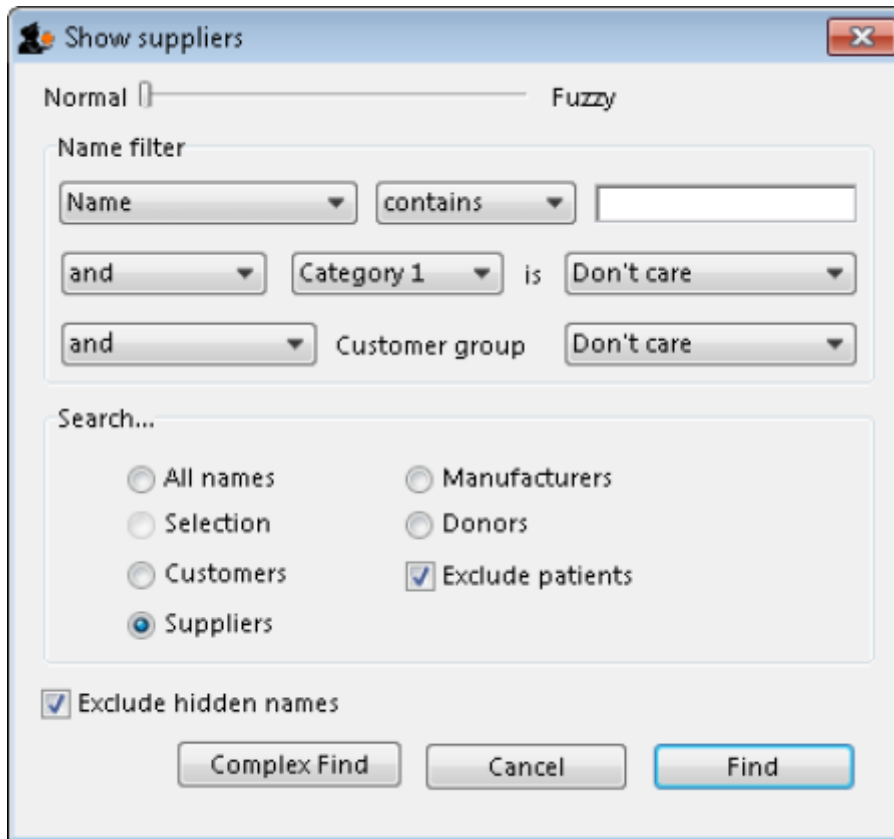 Show suppliers
Normal Fuzzy
Name filter
Name contains
and Category 1 is Don't care
and Customer group Don't care
Search...
All names Manufacturers
Selection Donors
Customers Exclude patients
Suppliers
Exclude hidden names
Complex Find Cancel Find